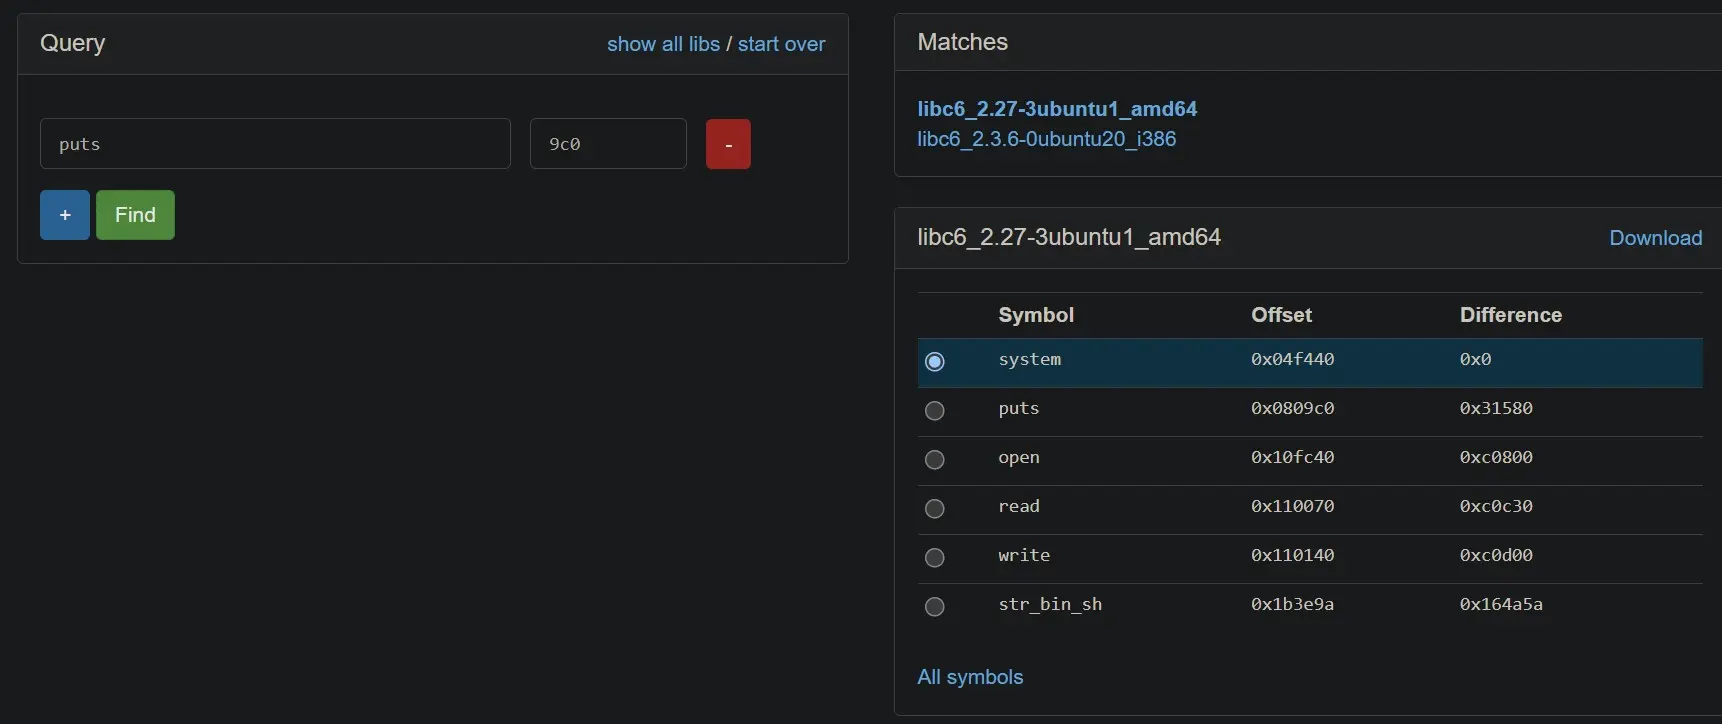 Query
show all libs / start over
puts 9c0 -
+ Find
Matches
libc6_2.27-3ubuntu1_amd64
libc6_2.3.6-0ubuntu20_i386
libc6_2.27-3ubuntu1_amd64
Download
Symbol Offset Difference
system 0x04f440 0x0
puts 0x0809c0 0x31580
open 0x10fc40 0xc0800
read 0x110070 0xc0c30
write 0x110140 0xc0d00
str_bin_sh 0x1b3e9a 0x164a5a
All symbols